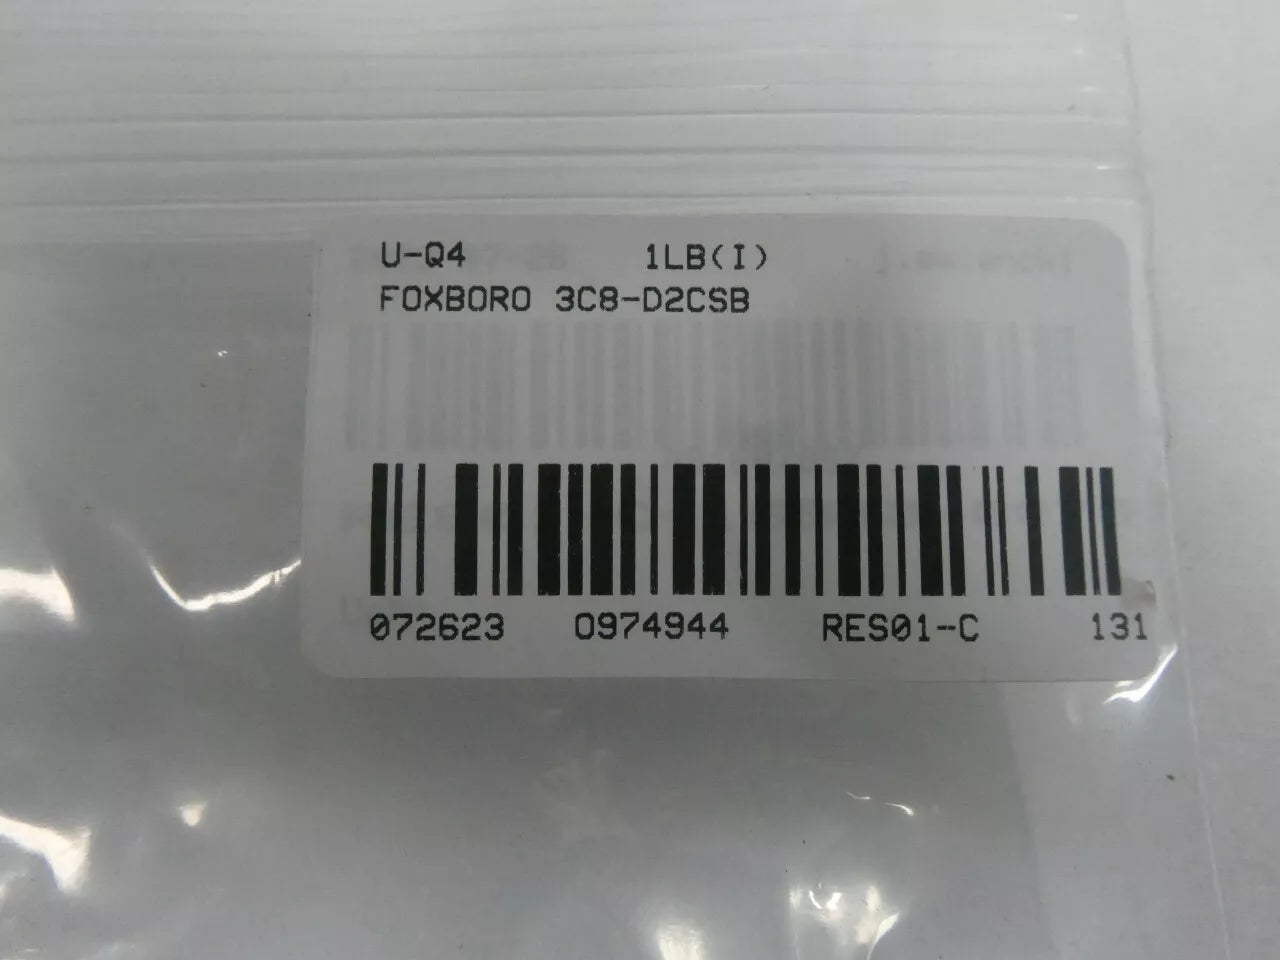 U-Q4 1LB(I)
FOXBORO 3C8-D2CSB
072623 0974944 RES01-C 131